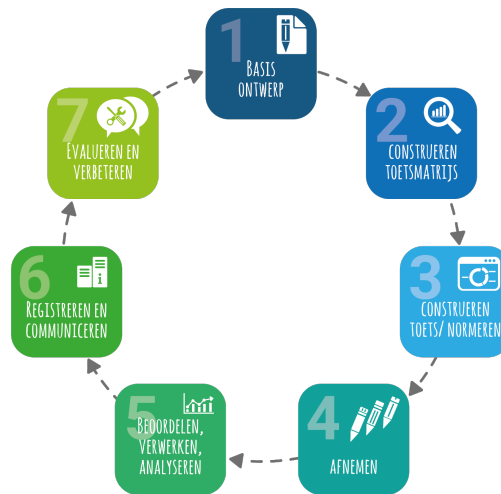 1
BASIS
ONTWERP
2
CONSTRUEREN
TOETSMATRIJS
3
CONSTRUEREN
TOETS/ NORMEREN
4
AFNEMEN
5
BEOORDELEN,
VERWERKEN,
ANALYSEREN
6
REGISTREREN EN
COMMUNICEREN
i
7
EVALUEREN EN
VERBETEREN